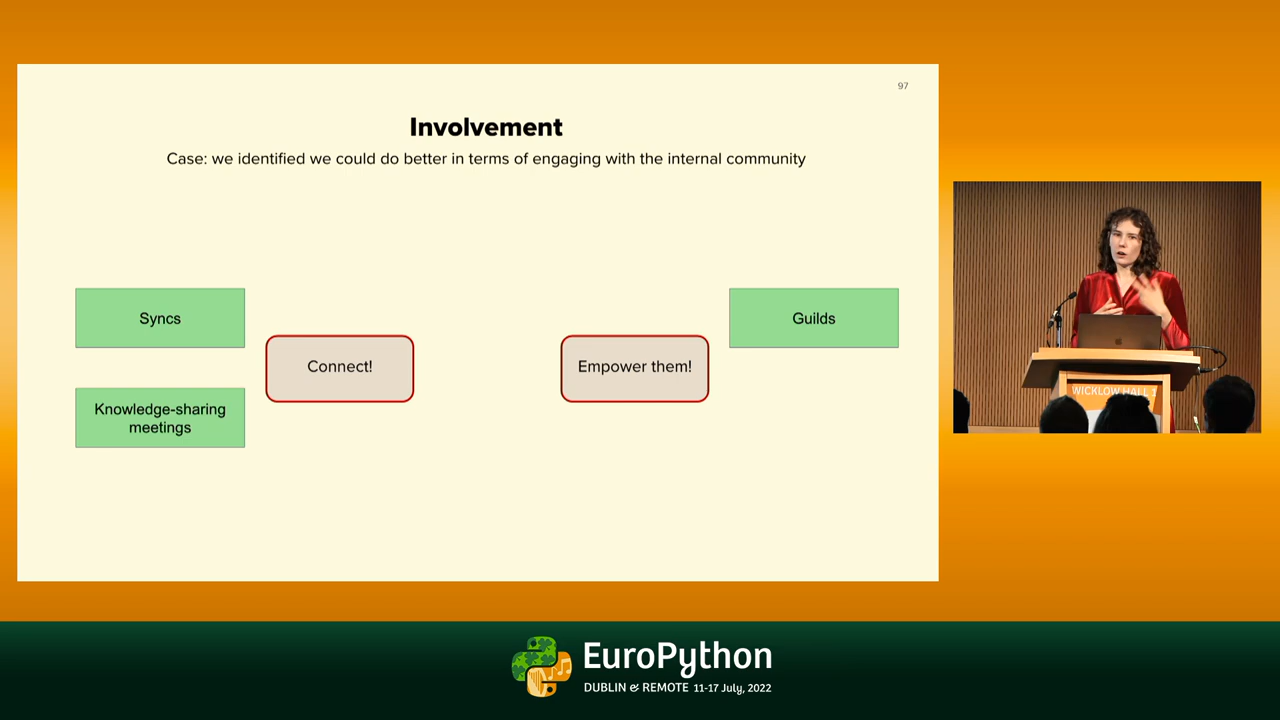 97
Involvement
Case: we identified we could do better in terms of engaging with the internal community
Syncs
Guilds
Connect!
Empower them!
Knowledge-sharing
meetings
WICKLOW HALL 1
EuroPython
DUBLIN & REMOTE 11-17 July, 2022